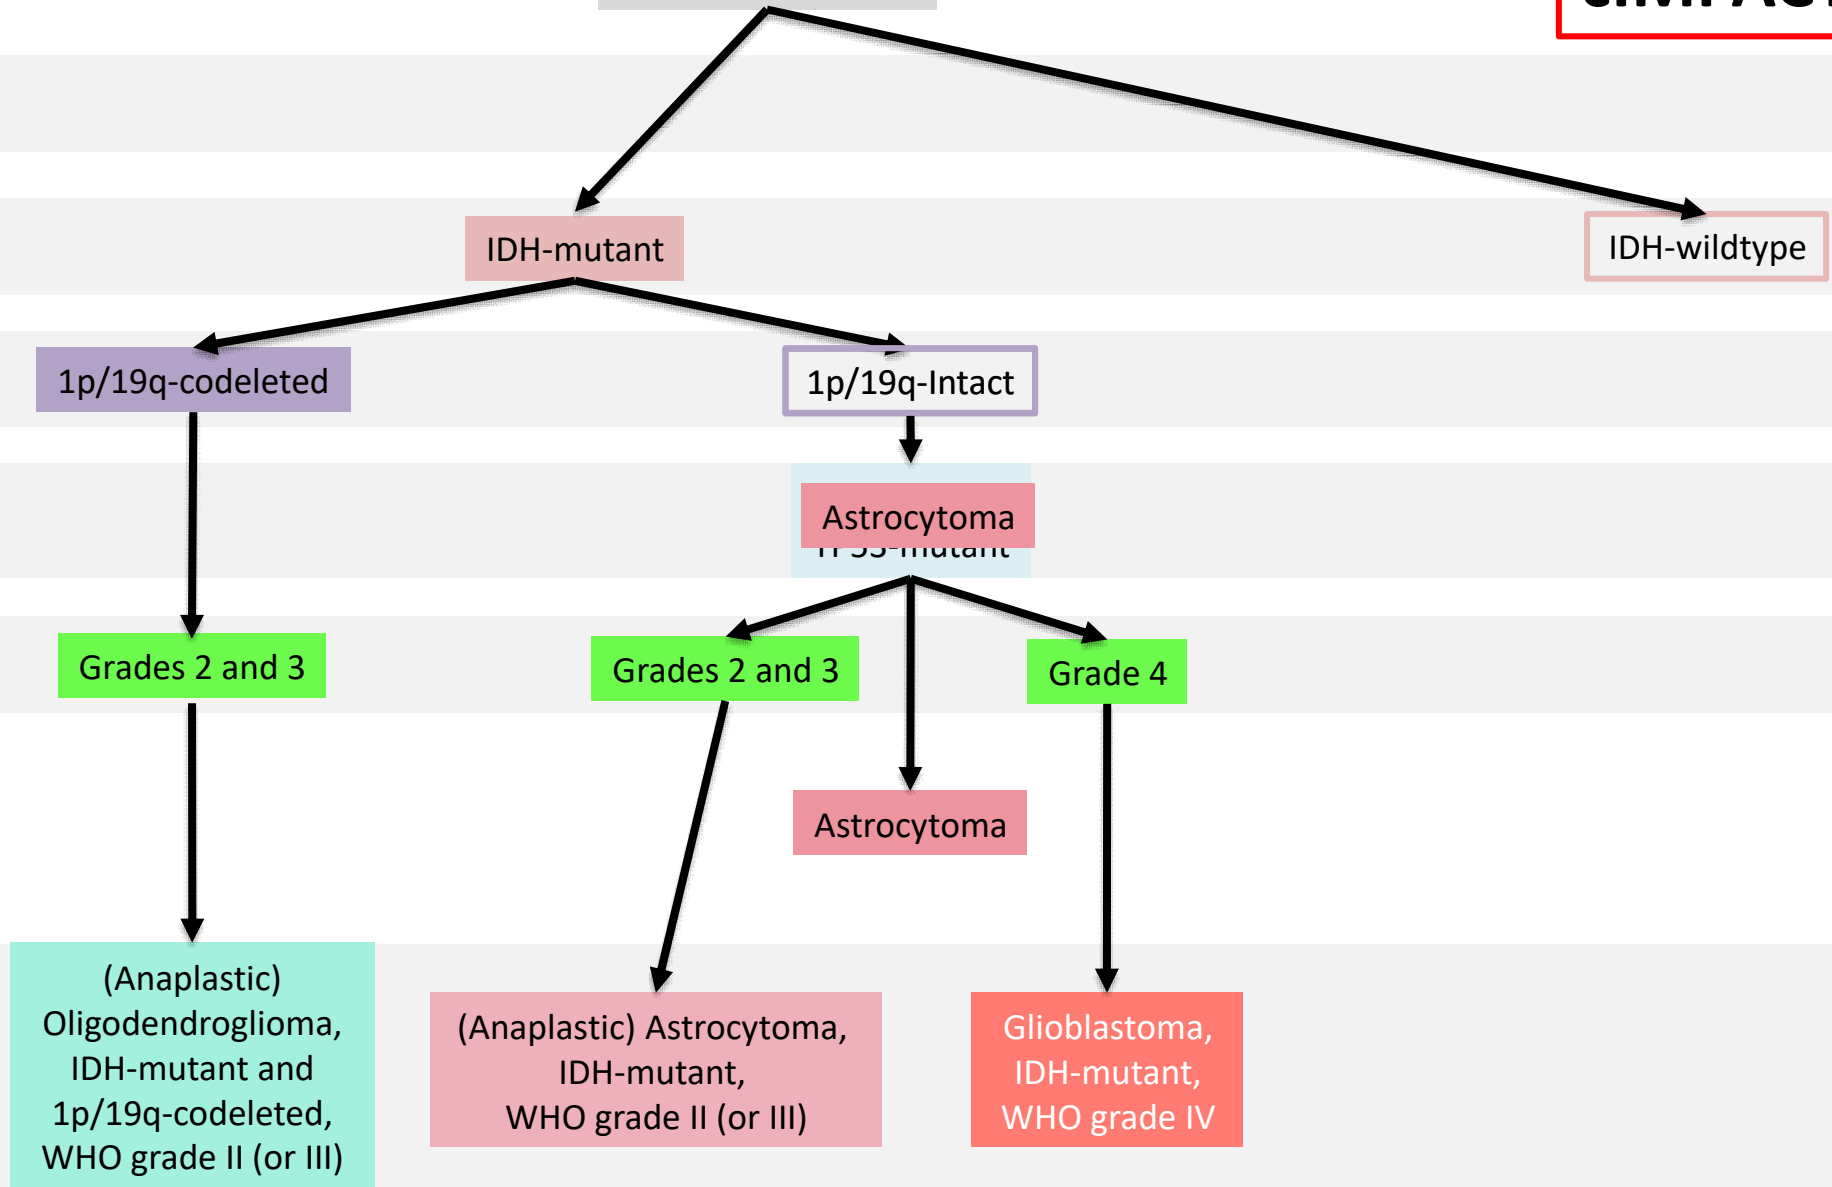 IDH-mutant
IDH-wildtype
1p/19q-codeleted
1p/19q-Intact
Astrocytoma
Grades 2 and 3
Grades 2 and 3
Grade 4
Astrocytoma
(Anaplastic)
Oligodendroglioma,
IDH-mutant and
1p/19q-codeleted,
WHO grade II (or III)
(Anaplastic) Astrocytoma,
IDH-mutant,
WHO grade II (or III)
Glioblastoma,
IDH-mutant,
WHO grade IV